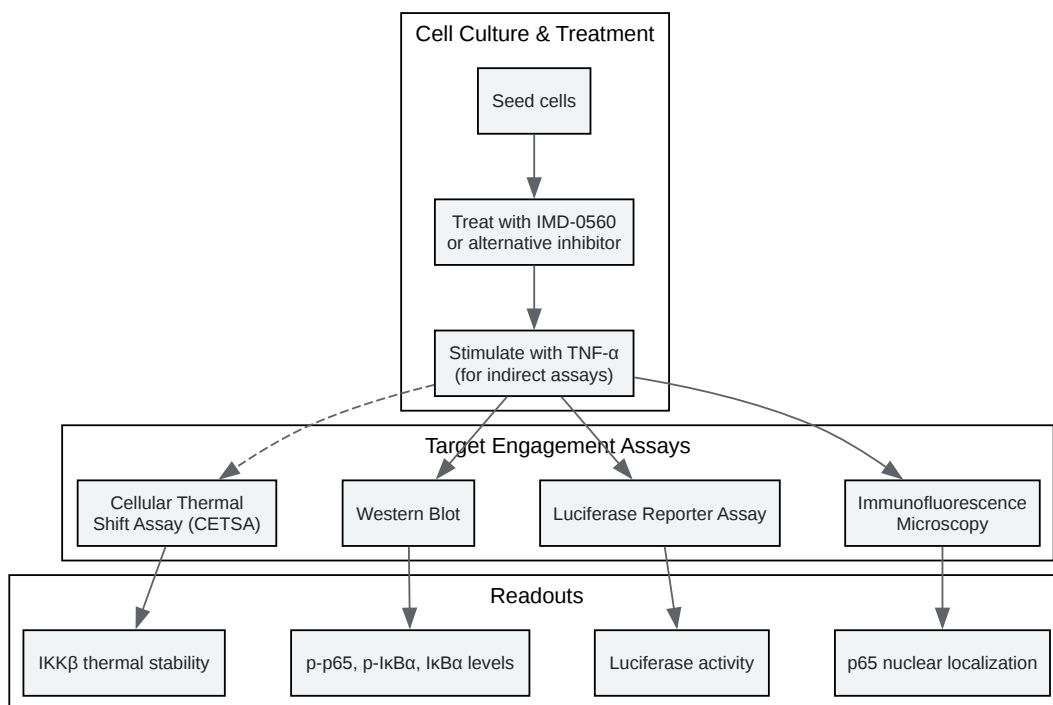 Cell Culture & Treatment
Seed cells
Treat with IMD-0560
or alternative inhibitor
Stimulate with TNF-α
(for indirect assays)
Target Engagement Assays
Cellular Thermal
Shift Assay (CETSA)
Western Blot
Luciferase Reporter Assay
Immunofluorescence
Microscopy
Readouts
IKKβ thermal stability
p-p65, p-IκBα, IκBα levels
Luciferase activity
p65 nuclear localization